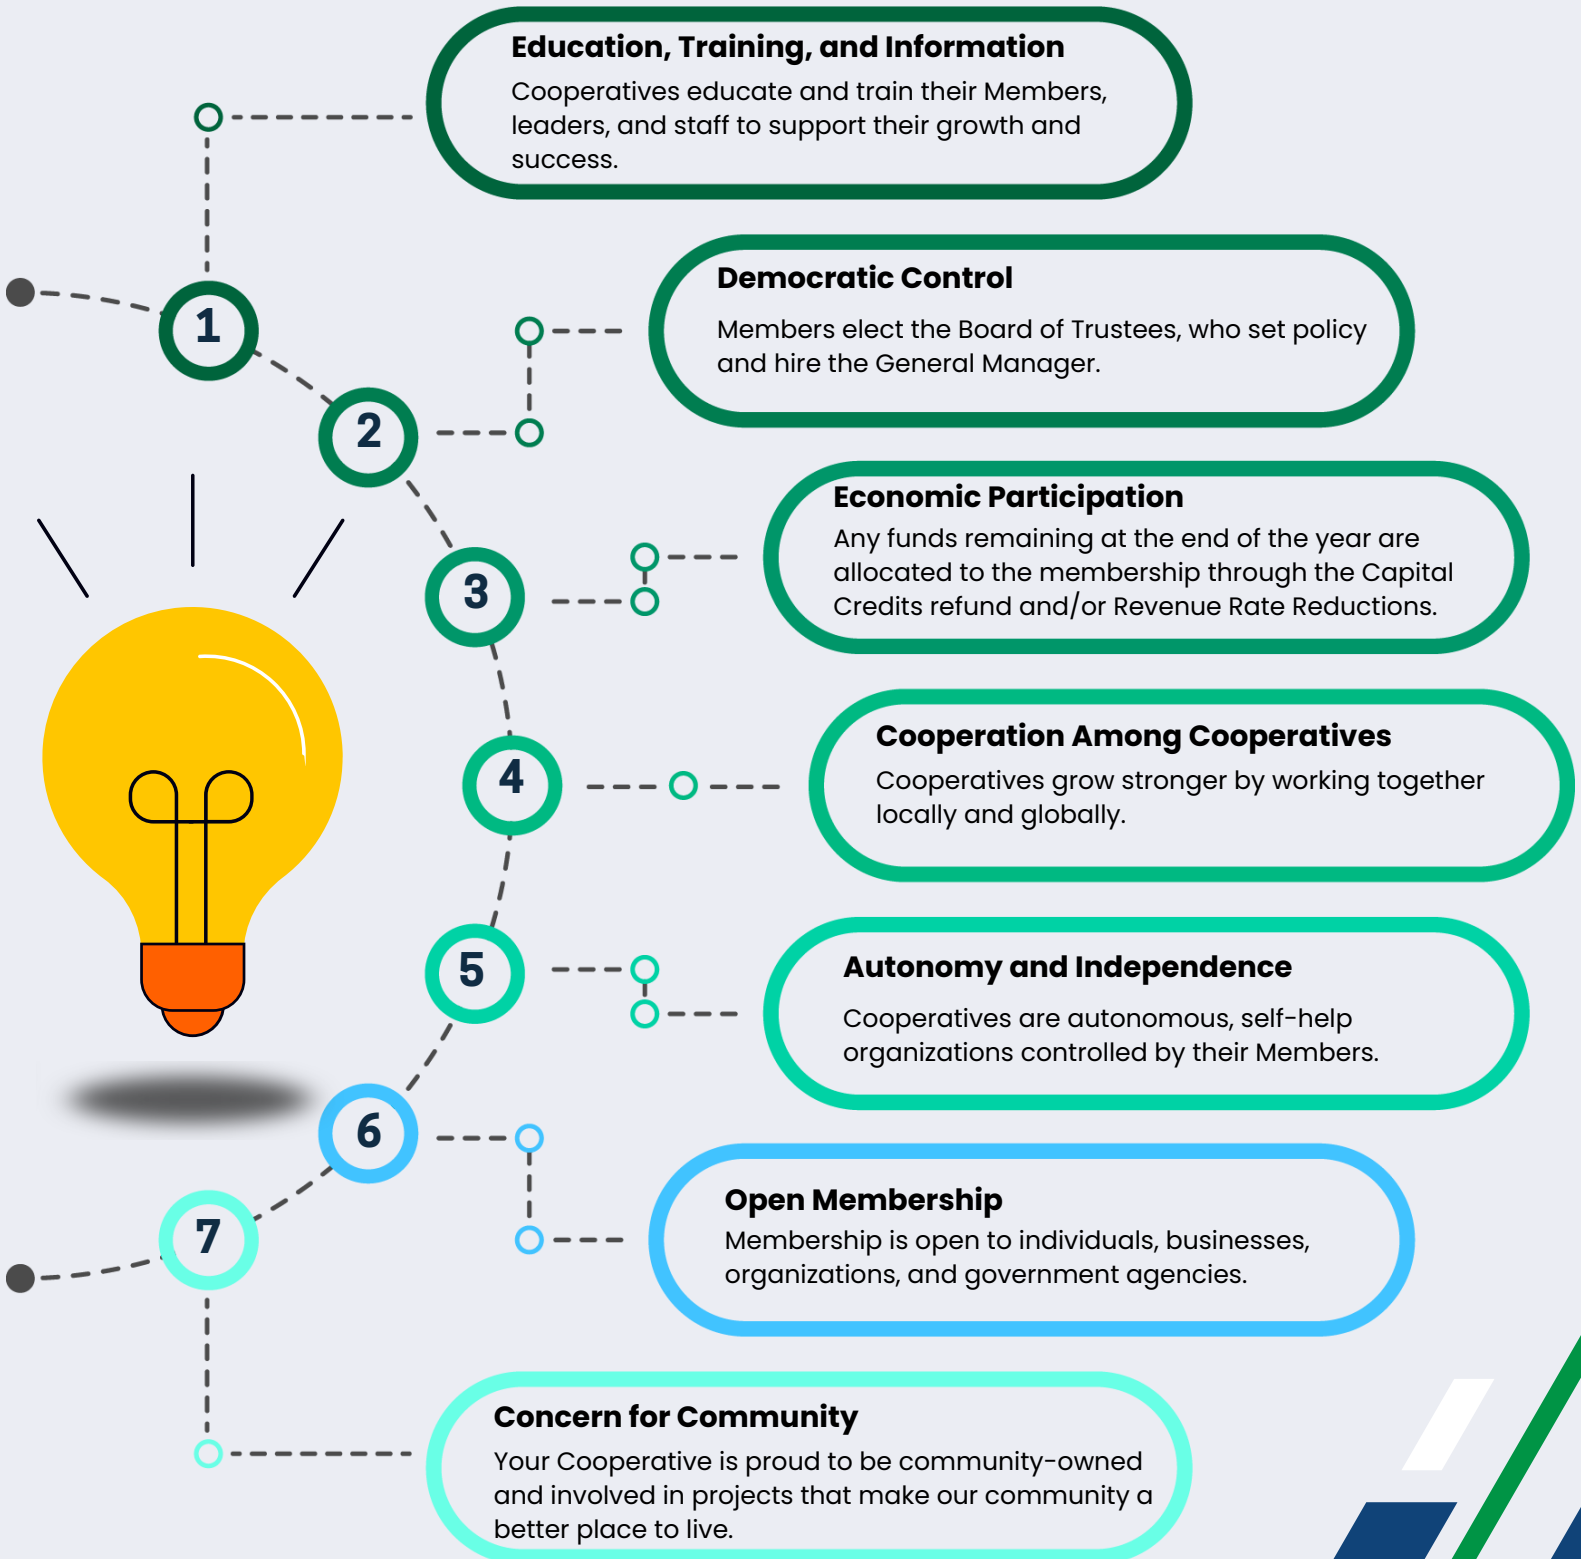 Education, Training, and Information
Cooperatives educate and train their Members,
leaders, and staff to support their growth and
success.
1
Democratic Control
Members elect the Board of Trustees, who set policy
and hire the General Manager.
2
Economic Participation
Any funds remaining at the end of the year are
allocated to the membership through the Capital
Credits refund and/or Revenue Rate Reductions.
3
Cooperation Among Cooperatives
Cooperatives grow stronger by working together
locally and globally.
4
Autonomy and Independence
Cooperatives are autonomous, self-help
organizations controlled by their Members.
5
6
Open Membership
Membership is open to individuals, businesses,
organizations, and government agencies.
7
Concern for Community
Your Cooperative is proud to be community-owned
and involved in projects that make our community a
better place to live.